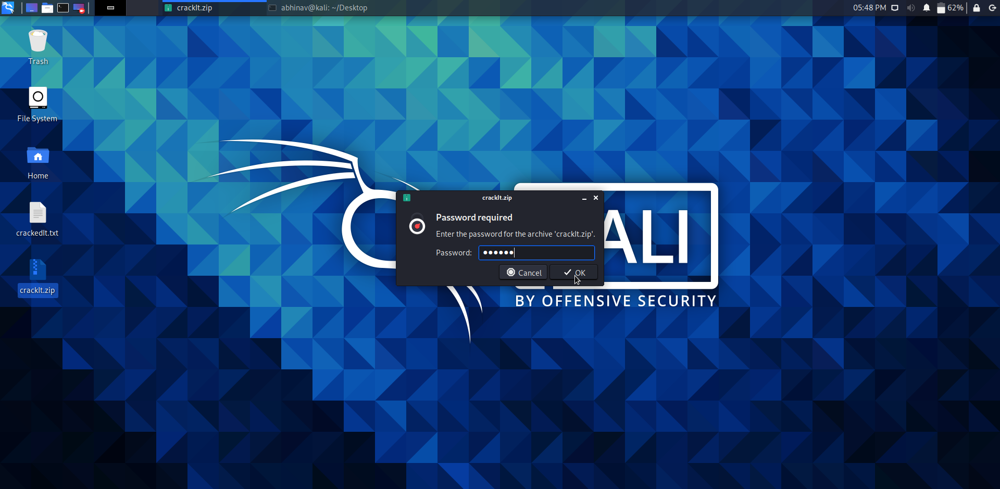 crackIt.zip
abhinav@kali: ~/Desktop
05:48 PM
62%
Trash
File System
Home
crackedIt.txt
crackIt.zip
crackIt.zip
Password required
Enter the password for the archive 'crackIt.zip'.
Password: ●●●●●●
Cancel
OK
ALI
BY OFFENSIVE SECURITY